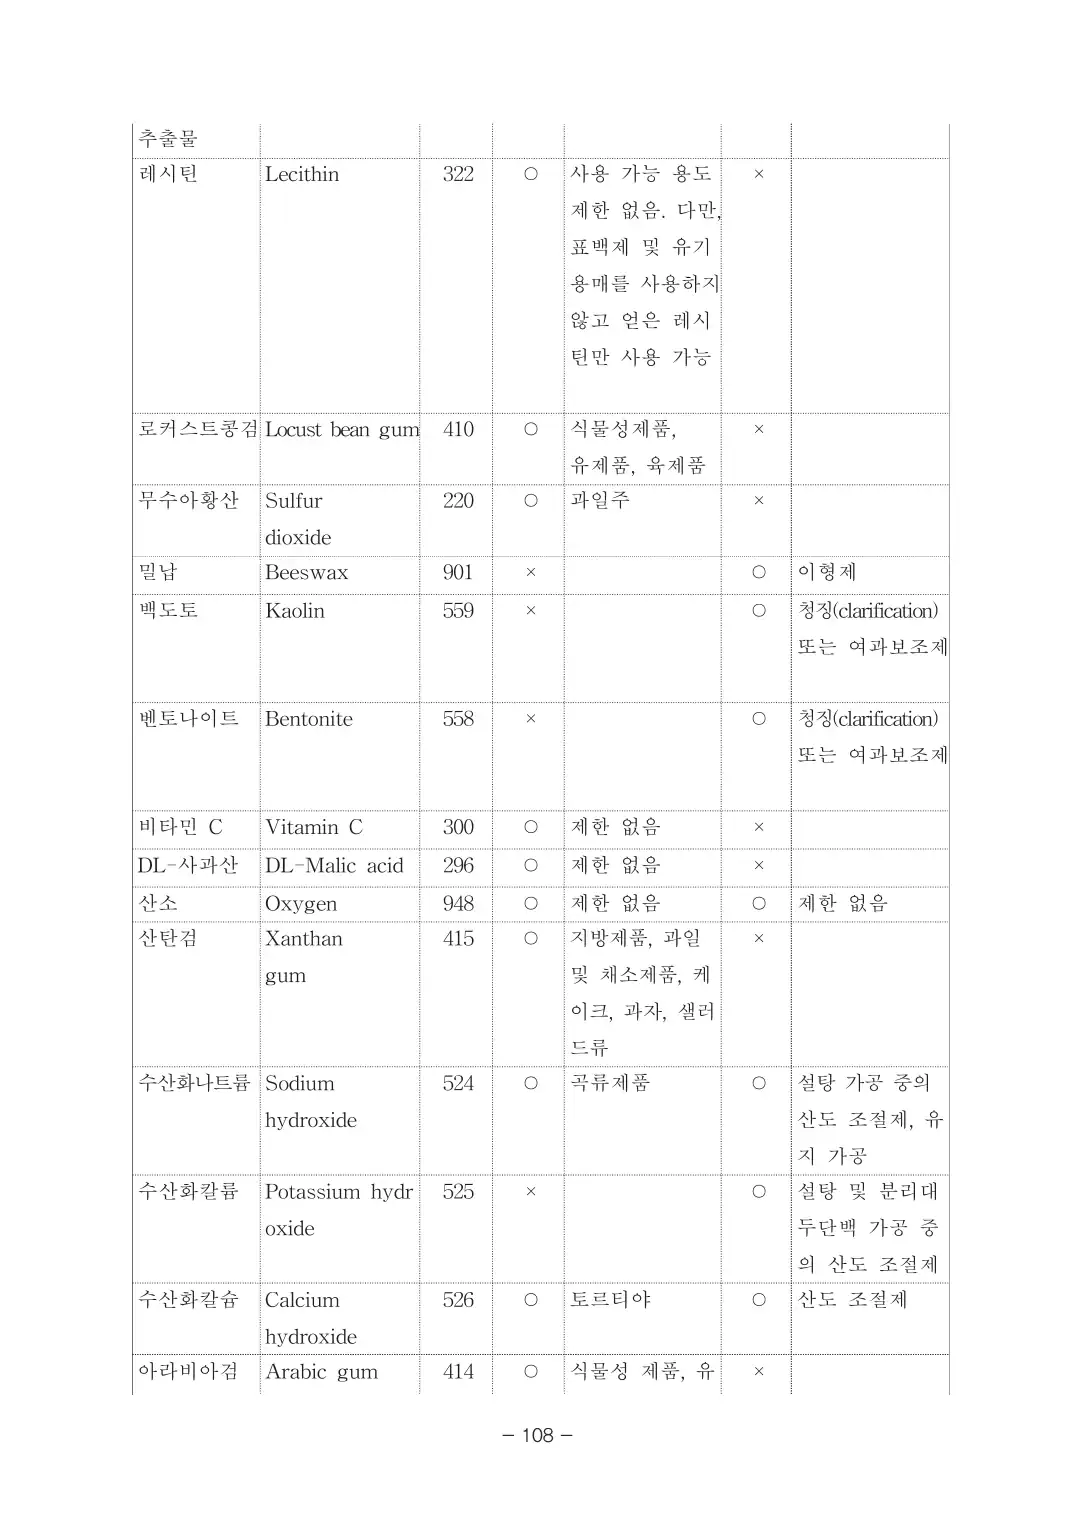 추출물
레시틴 Lecithin 322 ○ 사용 가능 용도 ×
제한 없음. 다만,
표백제 및 유기
용매를 사용하지
않고 얻은 레시
틴만 사용 가능
로커스트콩검 Locust bean gum 410 ○ 식물성제품, ×
유제품, 육제품
무수아황산 Sulfur 220 ○ 과일주 ×
dioxide
밀납 Beeswax 901 × ○ 이형제
백도토 Kaolin 559 × ○ 청징(clarification)
또는 여과보조제
벤토나이트 Bentonite 558 × ○ 청징(clarification)
또는 여과보조제
비타민 C Vitamin C 300 ○ 제한 없음 ×
DL-사과산 DL-Malic acid 296 ○ 제한 없음 ×
산소 Oxygen 948 ○ 제한 없음 ○ 제한 없음
산탄검 Xanthan 415 ○ 지방제품, 과일 ×
gum 및 채소제품, 케
이크, 과자, 샐러
드류
수산화나트륨 Sodium 524 ○ 곡류제품 ○ 설탕 가공 중의
hydroxide 산도 조절제, 유
지 가공
수산화칼륨 Potassium hydr 525 × ○ 설탕 및 분리대
oxide 두단백 가공 중
의 산도 조절제
수산화칼슘 Calcium 526 ○ 토르티야 ○ 산도 조절제
hydroxide
아라비아검 Arabic gum 414 ○ 식물성 제품, 유 ×
- 108 -